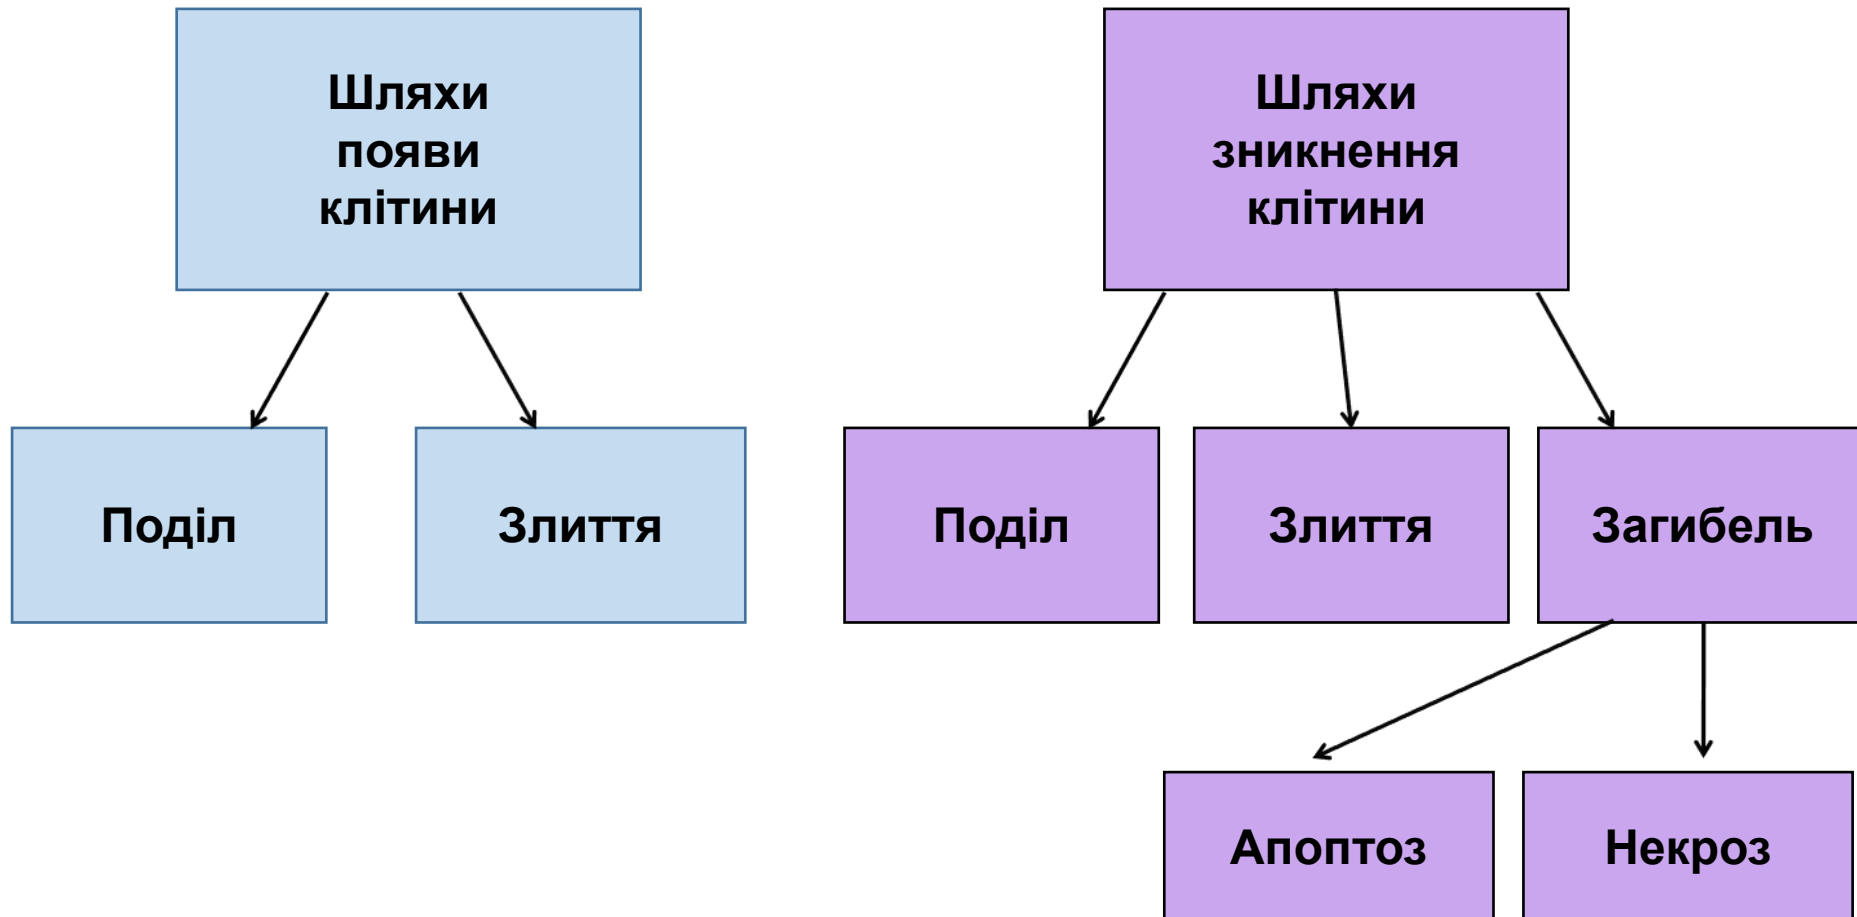 Шляхи
появи
клітини
Шляхи
зникнення
клітини
Поділ
Злиття
Поділ
Злиття
Загибель
Апоптоз
Некроз